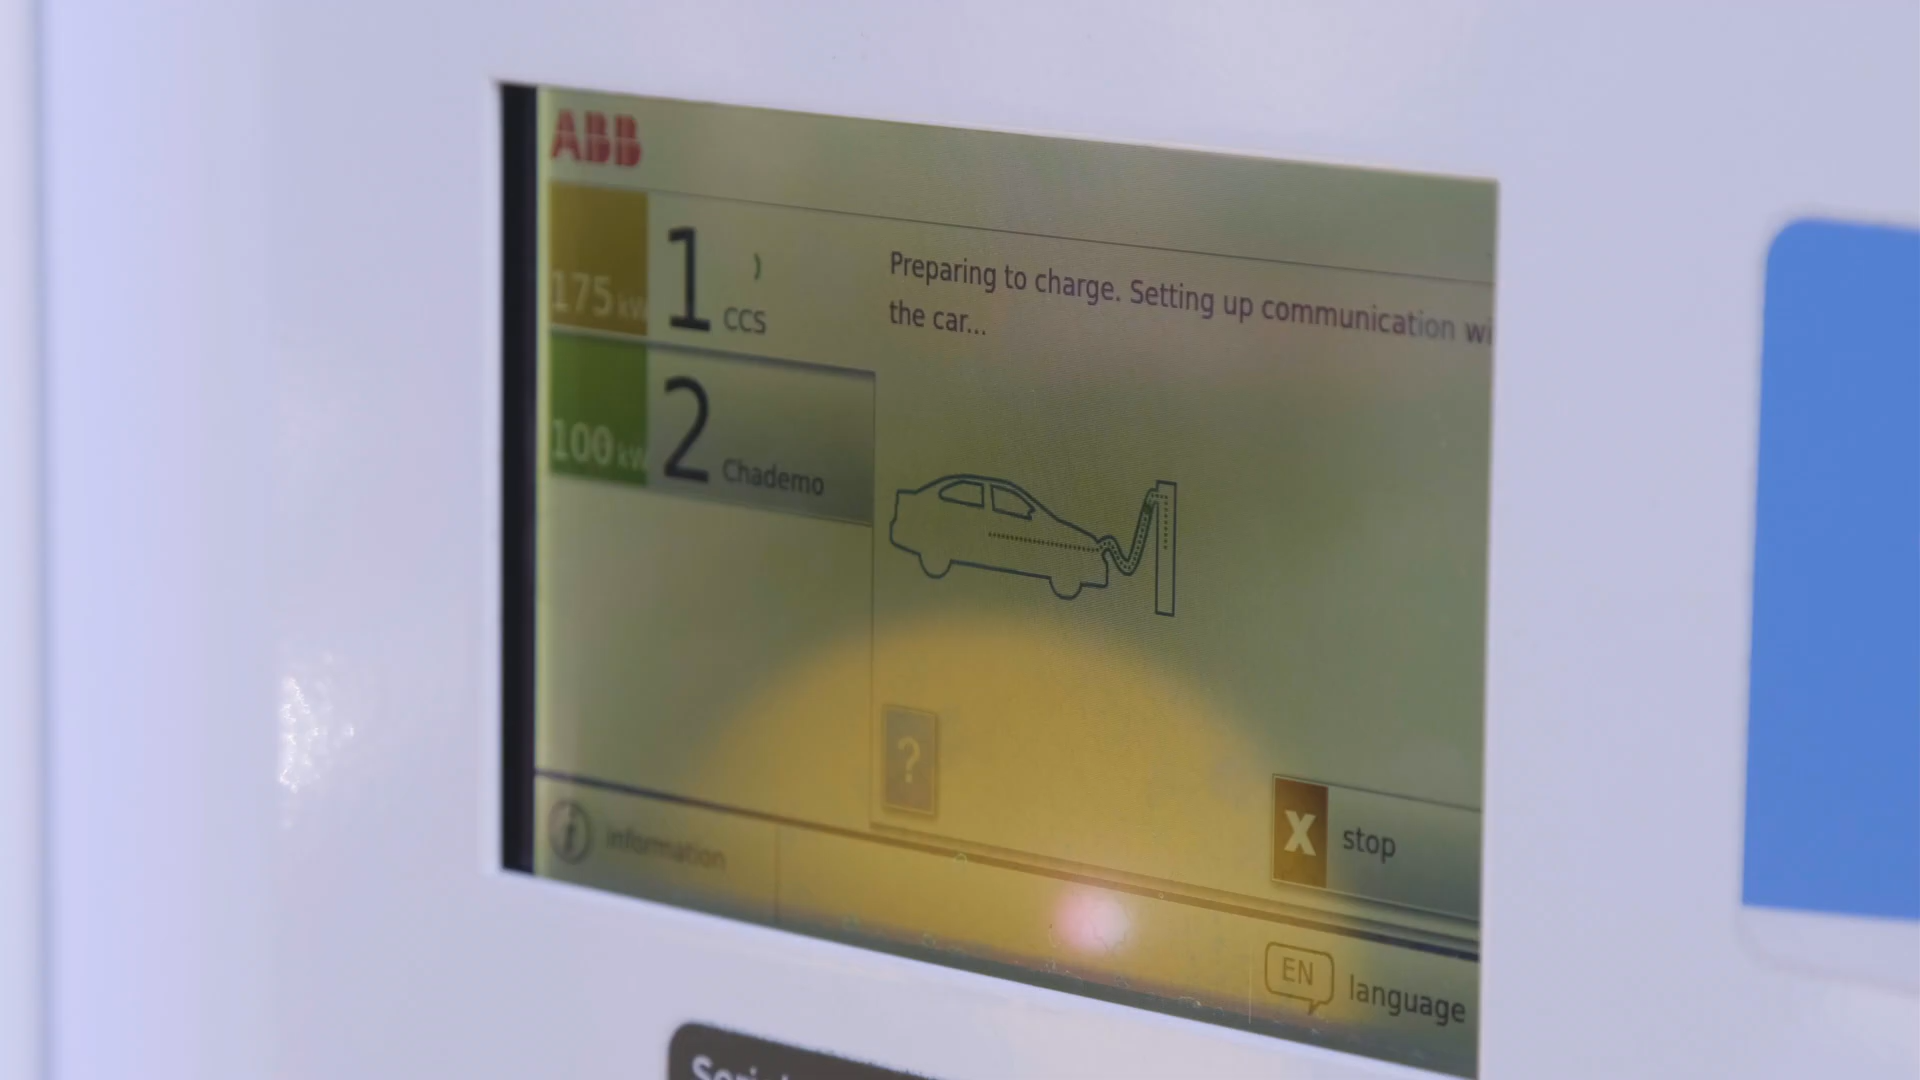 ABB
175 kW
1 CCS
Preparing to charge. Setting up communication wi
the car...
100 kW
2 Chademo
?
X stop
information
EN language